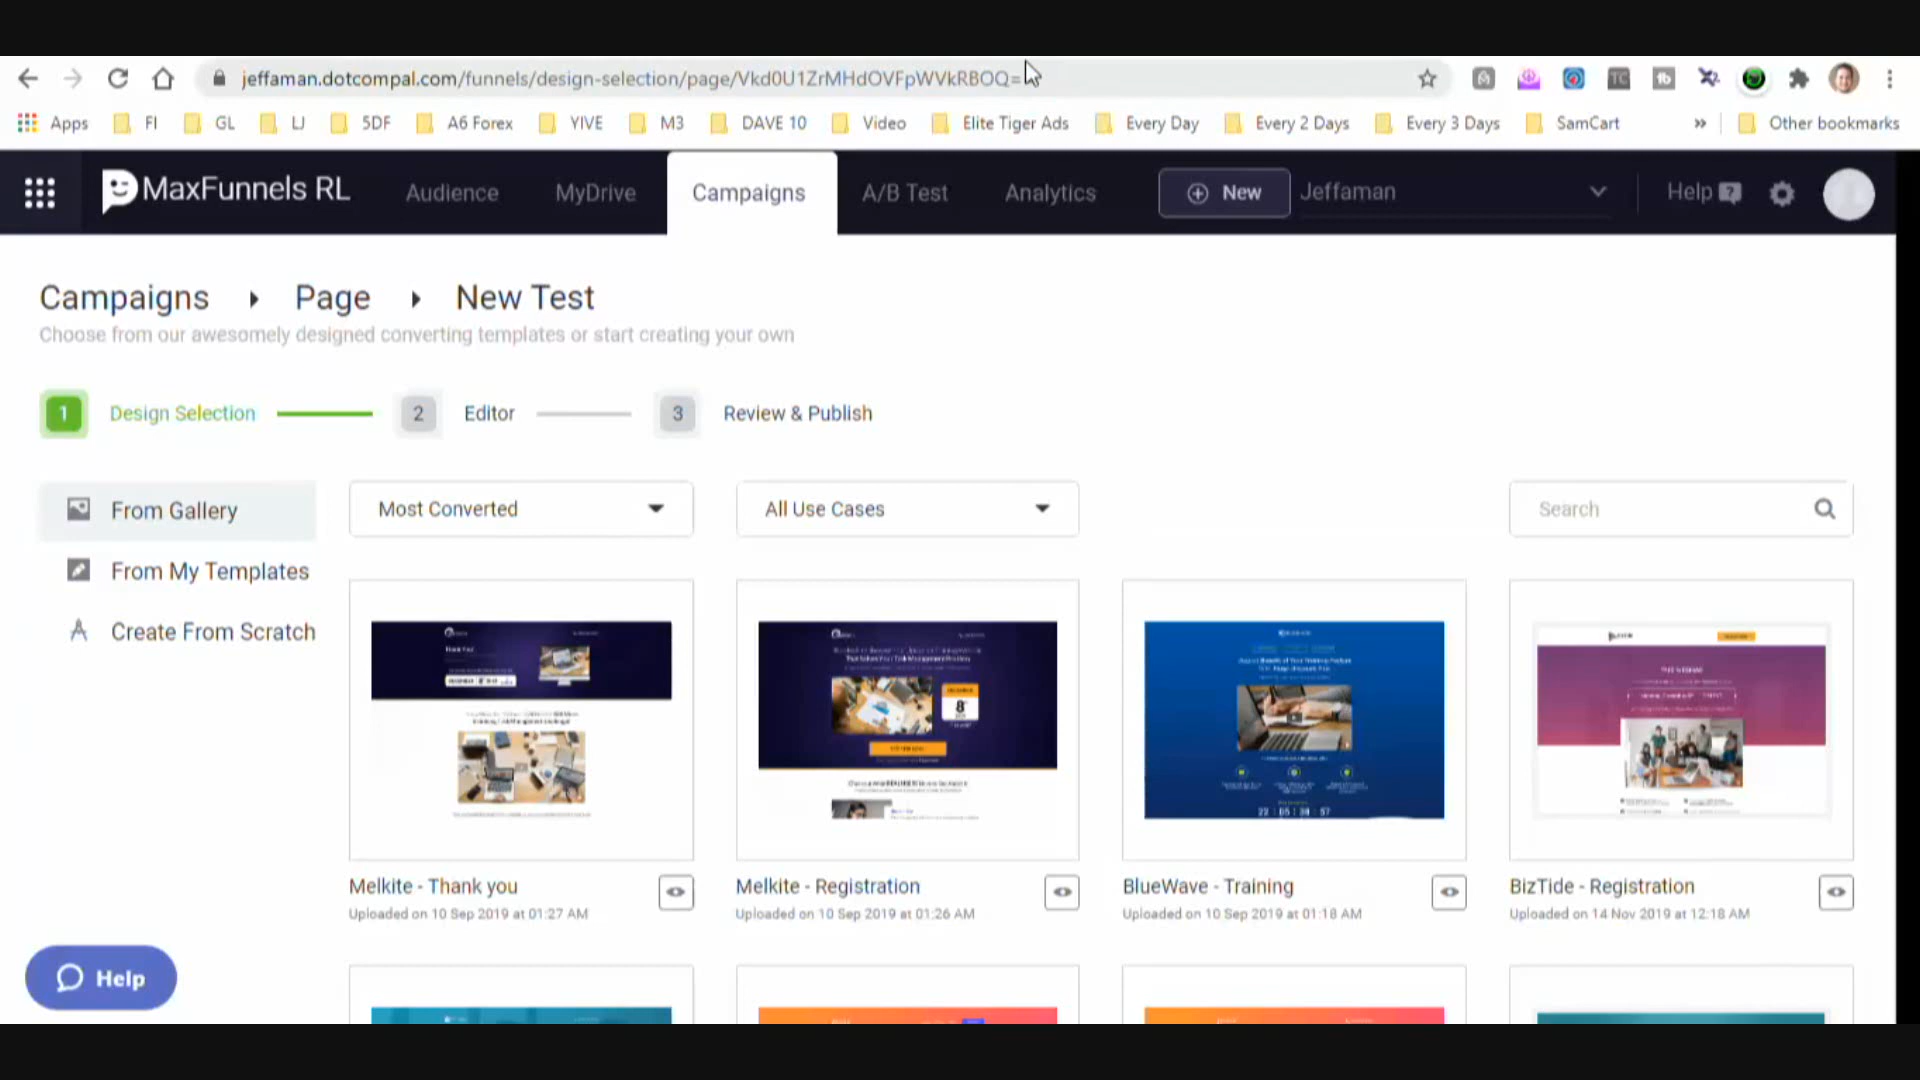 jeffaman.dotcompal.com/funnels/design-selection/page/Vkd0U1ZrMHdOVFpWVkRBOQ=
Apps FI GL LJ 5DF A6 Forex YIVE M3 DAVE 10 Video Elite Tiger Ads Every Day Every 2 Days Every 3 Days SamCart » Other bookmarks
MaxFunnels RL Audience MyDrive Campaigns A/B Test Analytics New Jeffaman Help
Campaigns Page New Test
Choose from our awesomely designed converting templates or start creating your own
1 Design Selection 2 Editor 3 Review & Publish
From Gallery Most Converted All Use Cases Search
From My Templates
Create From Scratch
Melkite - Thank you Melkite - Registration BlueWave - Training BizTide - Registration
Uploaded on 10 Sep 2019 at 01:27 AM Uploaded on 10 Sep 2019 at 01:26 AM Uploaded on 10 Sep 2019 at 01:18 AM Uploaded on 14 Nov 2019 at 12:18 AM
Help